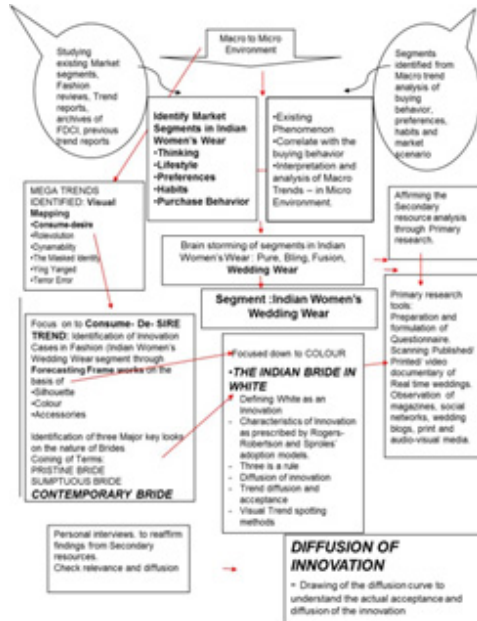 Macro to Micro
Environment
Studying
existing Market
segments,
Fashion
reviews, Trend
reports,
archives of
FDCI, previous
trend reports
Segments
identified from
Macro trend
analysis of
buying
behavior,
preferences,
habits and
market
scenario
Identify Market
Segments in Indian
Women's Wear
•Thinking
•Lifestyle
•Preferences
•Habits
•Purchase Behavior
•Existing
Phenomenon
•Correlate with the
buying behavior
•Interpretation and
analysis of Macro
Trends – in Micro
Environment.
MEGA TRENDS
IDENTIFIED: Visual
Mapping
•Consume-desire
•Rolevolution
•Dynamability
•The Masked Identity
•Ying Yanged
•Terror Error
Affirming the
Secondary
resource analysis
through Primary
research.
Brain storming of segments in Indian
Women's Wear : Pure, Bling, Fusion,
Wedding Wear
Segment :Indian Women's
Wedding Wear
Primary research
tools:
Preparation and
formulation of
Questionnaire.
Scanning Published/
Printed/ video
documentary of
Real time weddings.
Observation of
magazines, social
networks, wedding
blogs, print and
audio-visual media.
Focus on to Consume- De- SIRE
TREND: Identification of Innovation
Cases in Fashion (Indian Women's
Wedding Wear segment through
Forecasting Frame works on the
basis of
•Silhouette
•Colour
•Accessories
Identification of three Major key looks
on the nature of Brides
Coming of Terms:
PRISTINE BRIDE
SUMPTUOUS BRIDE
CONTEMPORARY BRIDE
Focused down to COLOUR
•THE INDIAN BRIDE IN
WHITE
- Defining White as an
Innovation
- Characteristics of Innovation
as prescribed by Rogers-
Robertson and Sproles'
adoption models.
- Three is a rule
- Diffusion of innovation
- Trend diffusion and
acceptance
- Visual Trend spotting
methods
Personal interviews. to reaffirm
findings from Secondary
resources.
Check relevance and diffusion
DIFFUSION OF
INNOVATION
- Drawing of the diffusion curve to
understand the actual acceptance and
diffusion of the innovation